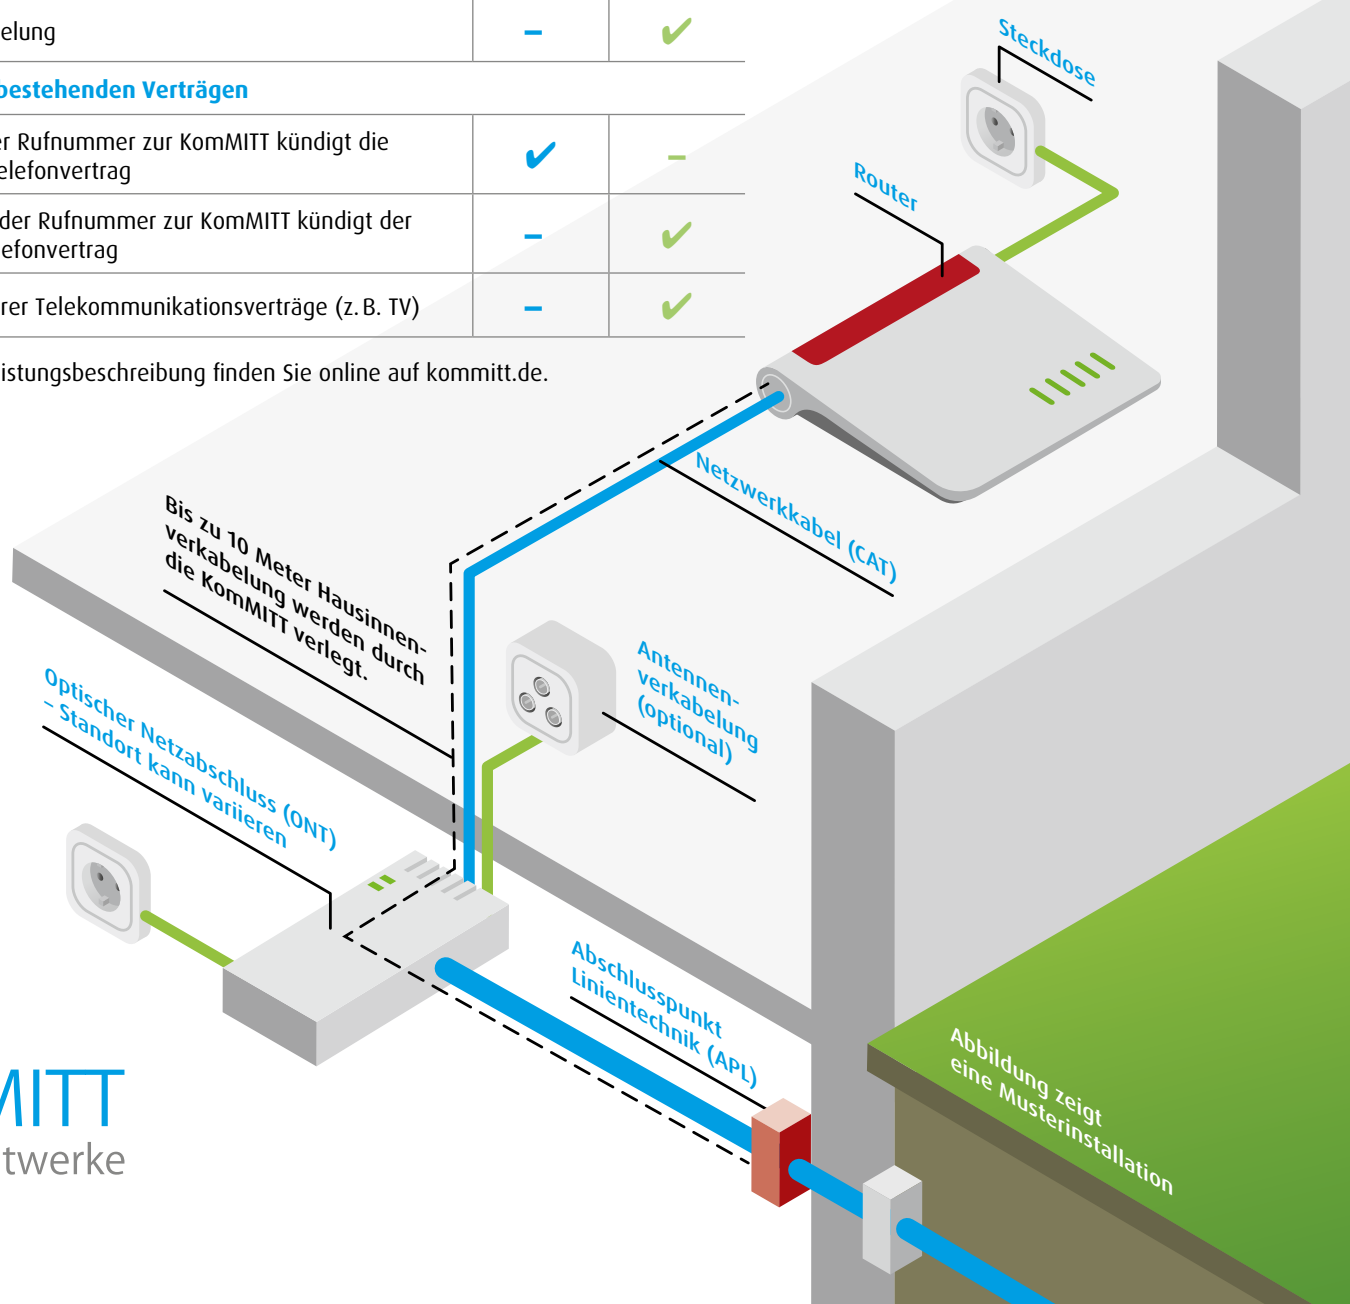 elung
–
✔
bestehenden Verträgen
er Rufnummer zur KomMITT kündigt die
elefonvertrag
✔
–
der Rufnummer zur KomMITT kündigt der
lefonvertrag
–
✔
rer Telekommunikationsverträge (z. B. TV)
–
✔
istungsbeschreibung finden Sie online auf kommitt.de.
Steckdose
Router
Netzwerkkabel (CAT)
Bis zu 10 Meter Hausinnen-
verkabelung werden durch
die KomMITT verlegt.
Antennen-
verkabelung
(optional)
Optischer Netzabschluss (ONT)
– Standort kann variieren
Abschlusspunkt
Linientechnik (APL)
Abbildung zeigt
eine Musterinstallation
MITT
twerke